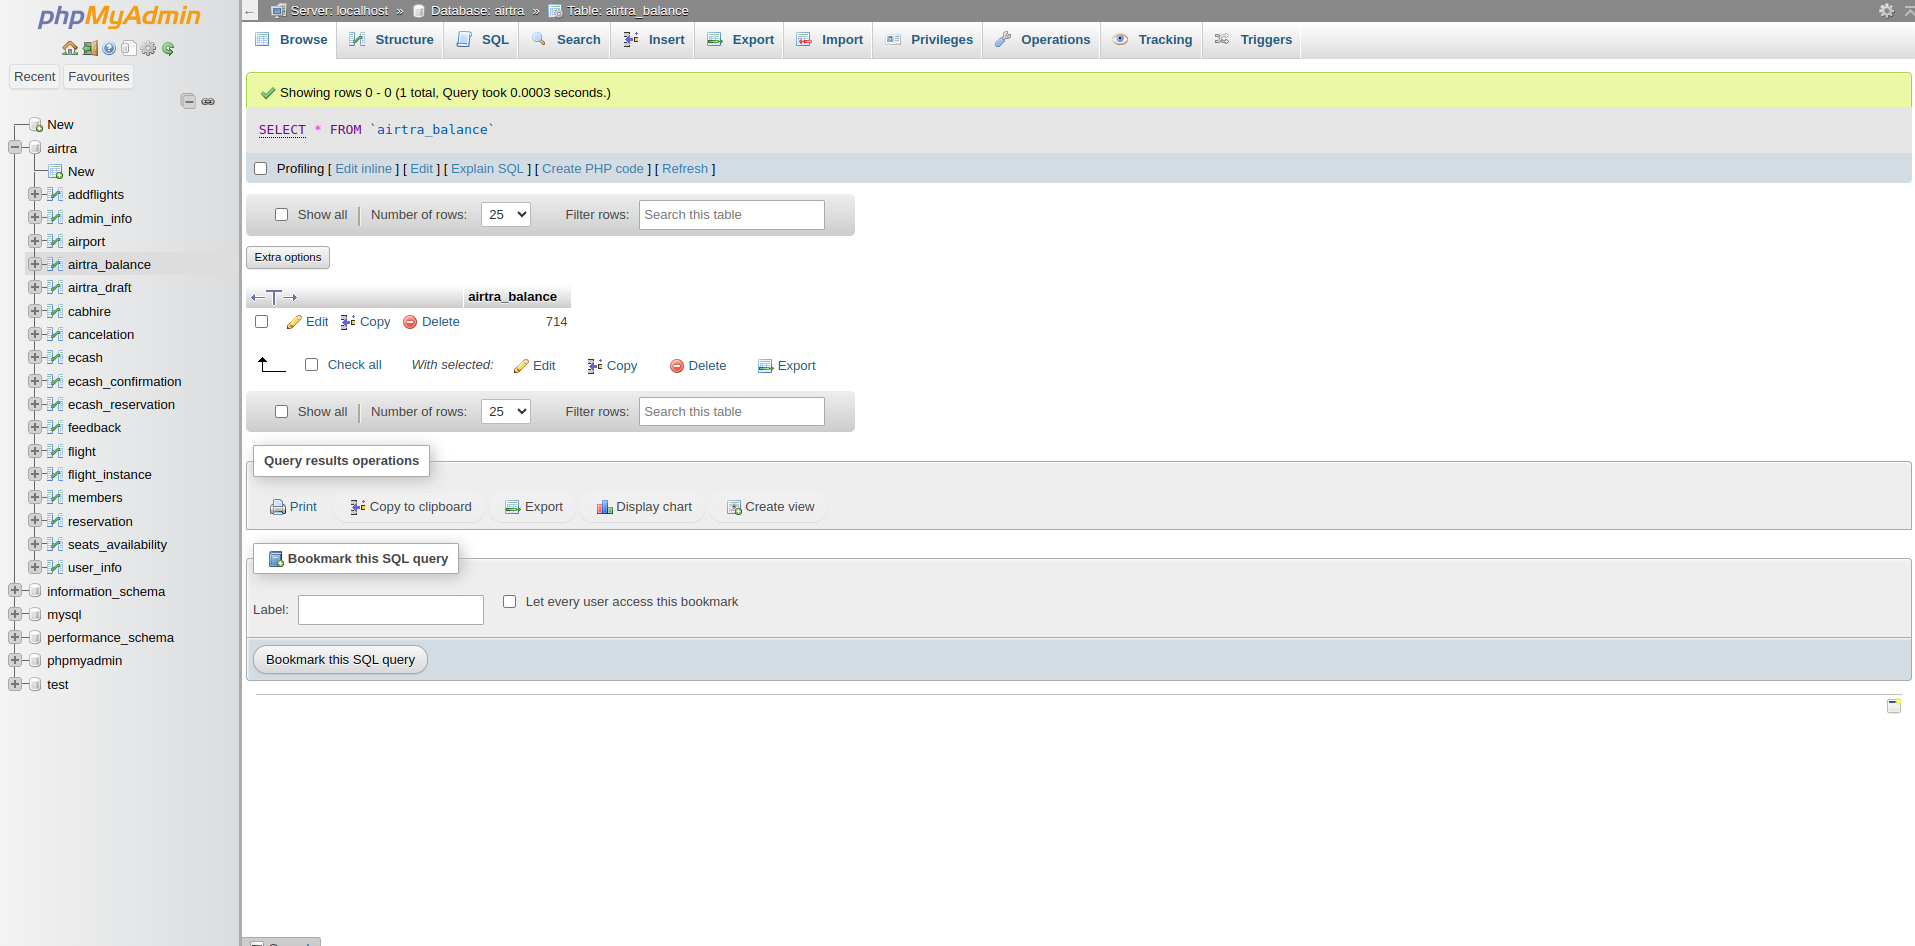 phpMyAdmin
Recent Favourites
New
airtra
New
addflights
admin_info
airport
airtra_balance
airtra_draft
cabhire
cancelation
ecash
ecash_confirmation
ecash_reservation
feedback
flight
flight_instance
members
reservation
seats_availability
user_info
information_schema
mysql
performance_schema
phpmyadmin
test
← Server: localhost » Database: airtra » Table: airtra_balance
Browse Structure SQL Search Insert Export Import Privileges Operations Tracking Triggers
Showing rows 0 - 0 (1 total, Query took 0.0003 seconds.)
SELECT * FROM `airtra_balance`
Profiling [ Edit inline ] [ Edit ] [ Explain SQL ] [ Create PHP code ] [ Refresh ]
Show all | Number of rows: 25 Filter rows: Search this table
Extra options
←T→ airtra_balance
Edit Copy Delete 714
Check all With selected: Edit Copy Delete Export
Show all | Number of rows: 25 Filter rows: Search this table
Query results operations
Print Copy to clipboard Export Display chart Create view
Bookmark this SQL query
Label: Let every user access this bookmark
Bookmark this SQL query